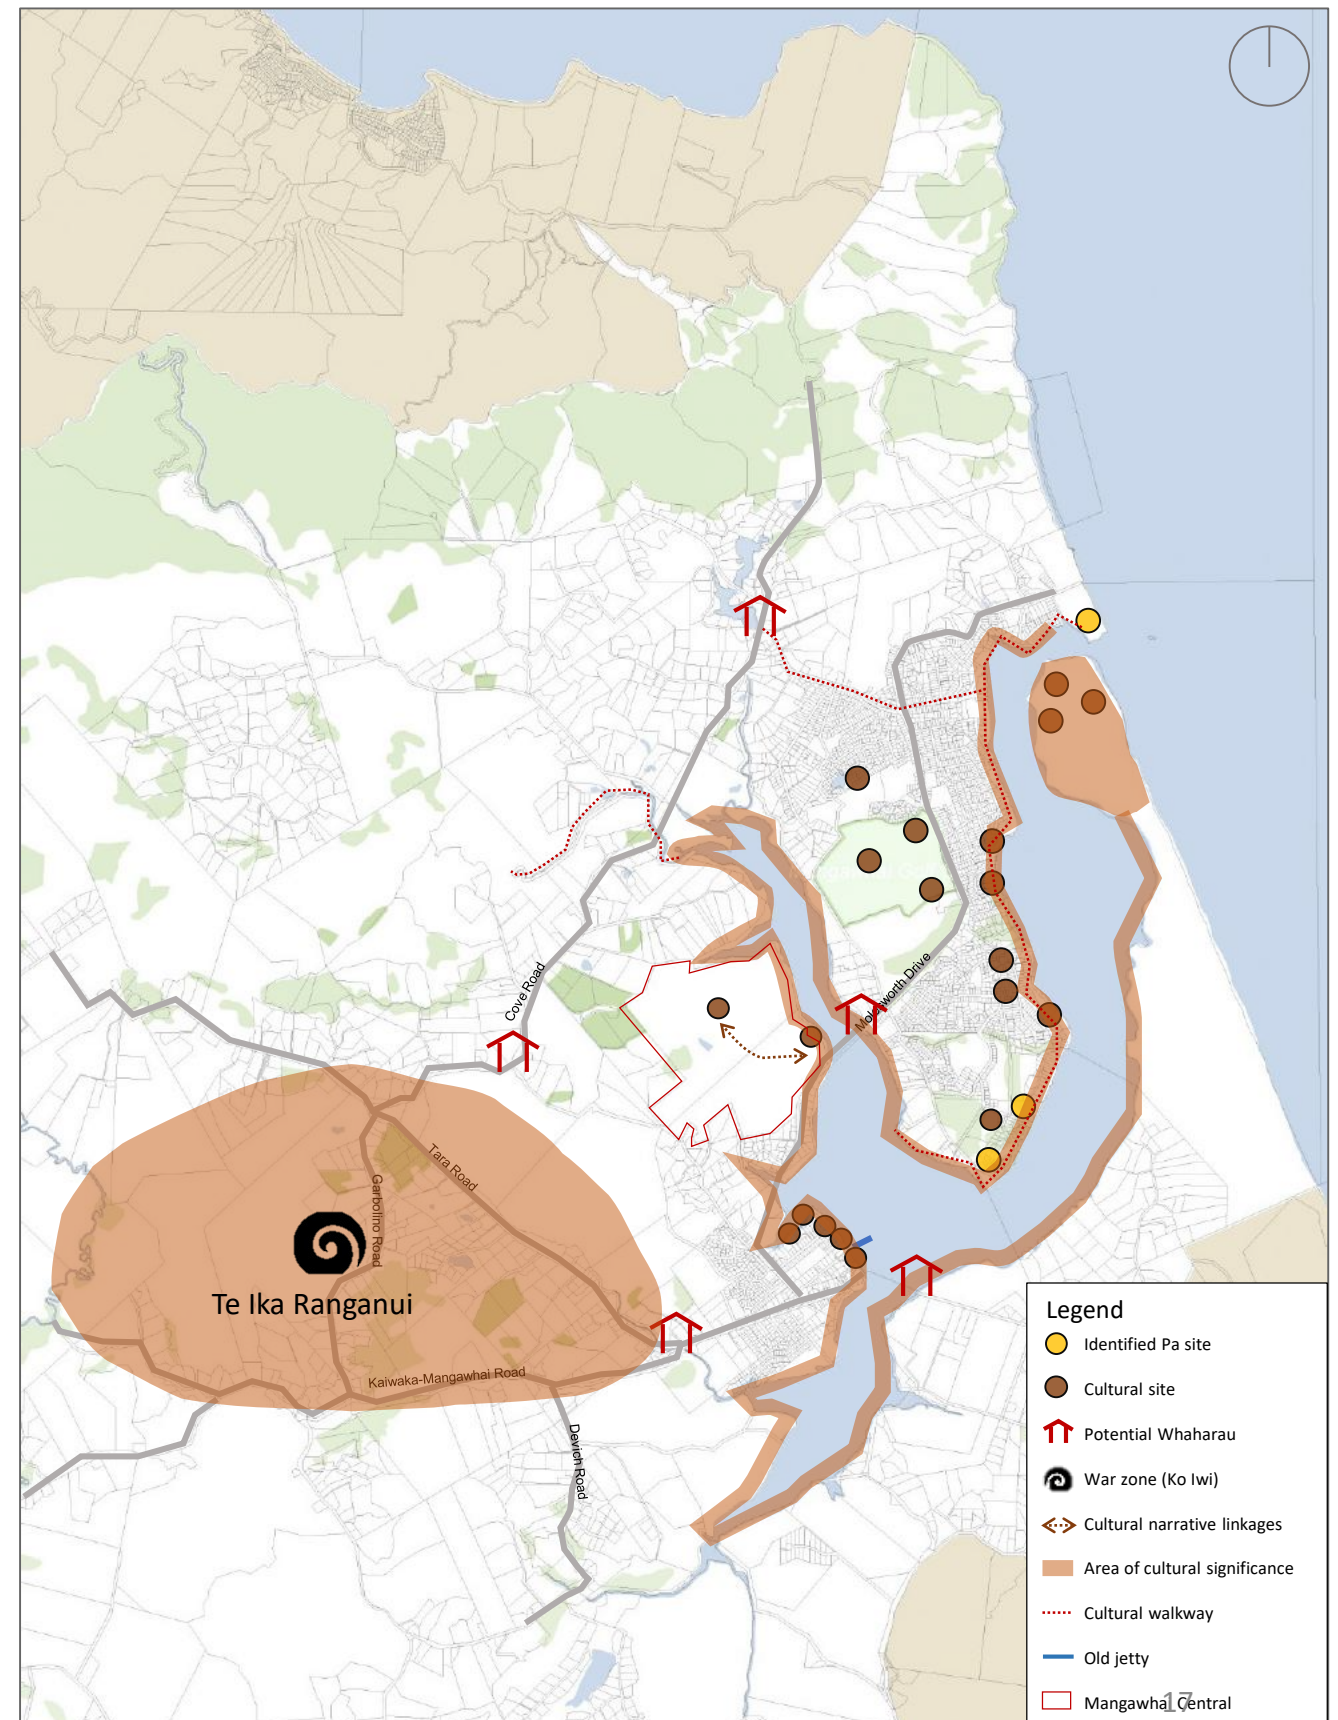 Cove Road
Molesworth Drive
Tara Road
Garbolino Road
Te Ika Ranganui
Kaiwaka-Mangawhai Road
Devich Road
Legend
Identified Pa site
Cultural site
Potential Whaharau
War zone (Ko Iwi)
Cultural narrative linkages
Area of cultural significance
Cultural walkway
Old jetty
Mangawhai Central
17